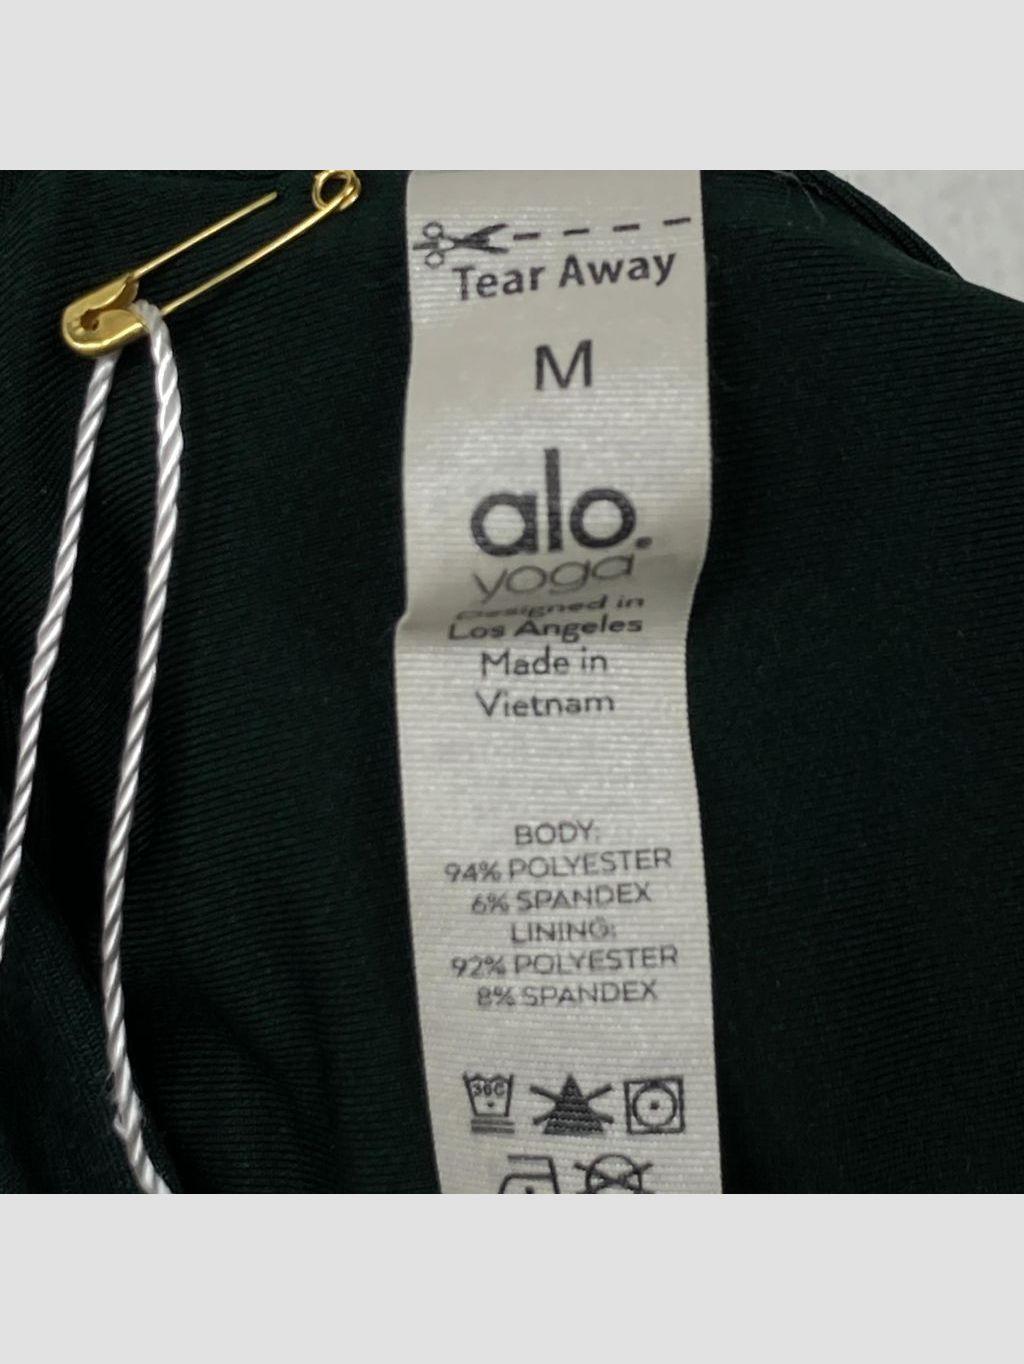 Tear Away
M
alo.
yoga
Designed in
Los Angeles
Made in
Vietnam
BODY:
94% POLYESTER
6% SPANDEX
LINING:
92% POLYESTER
8% SPANDEX
30C